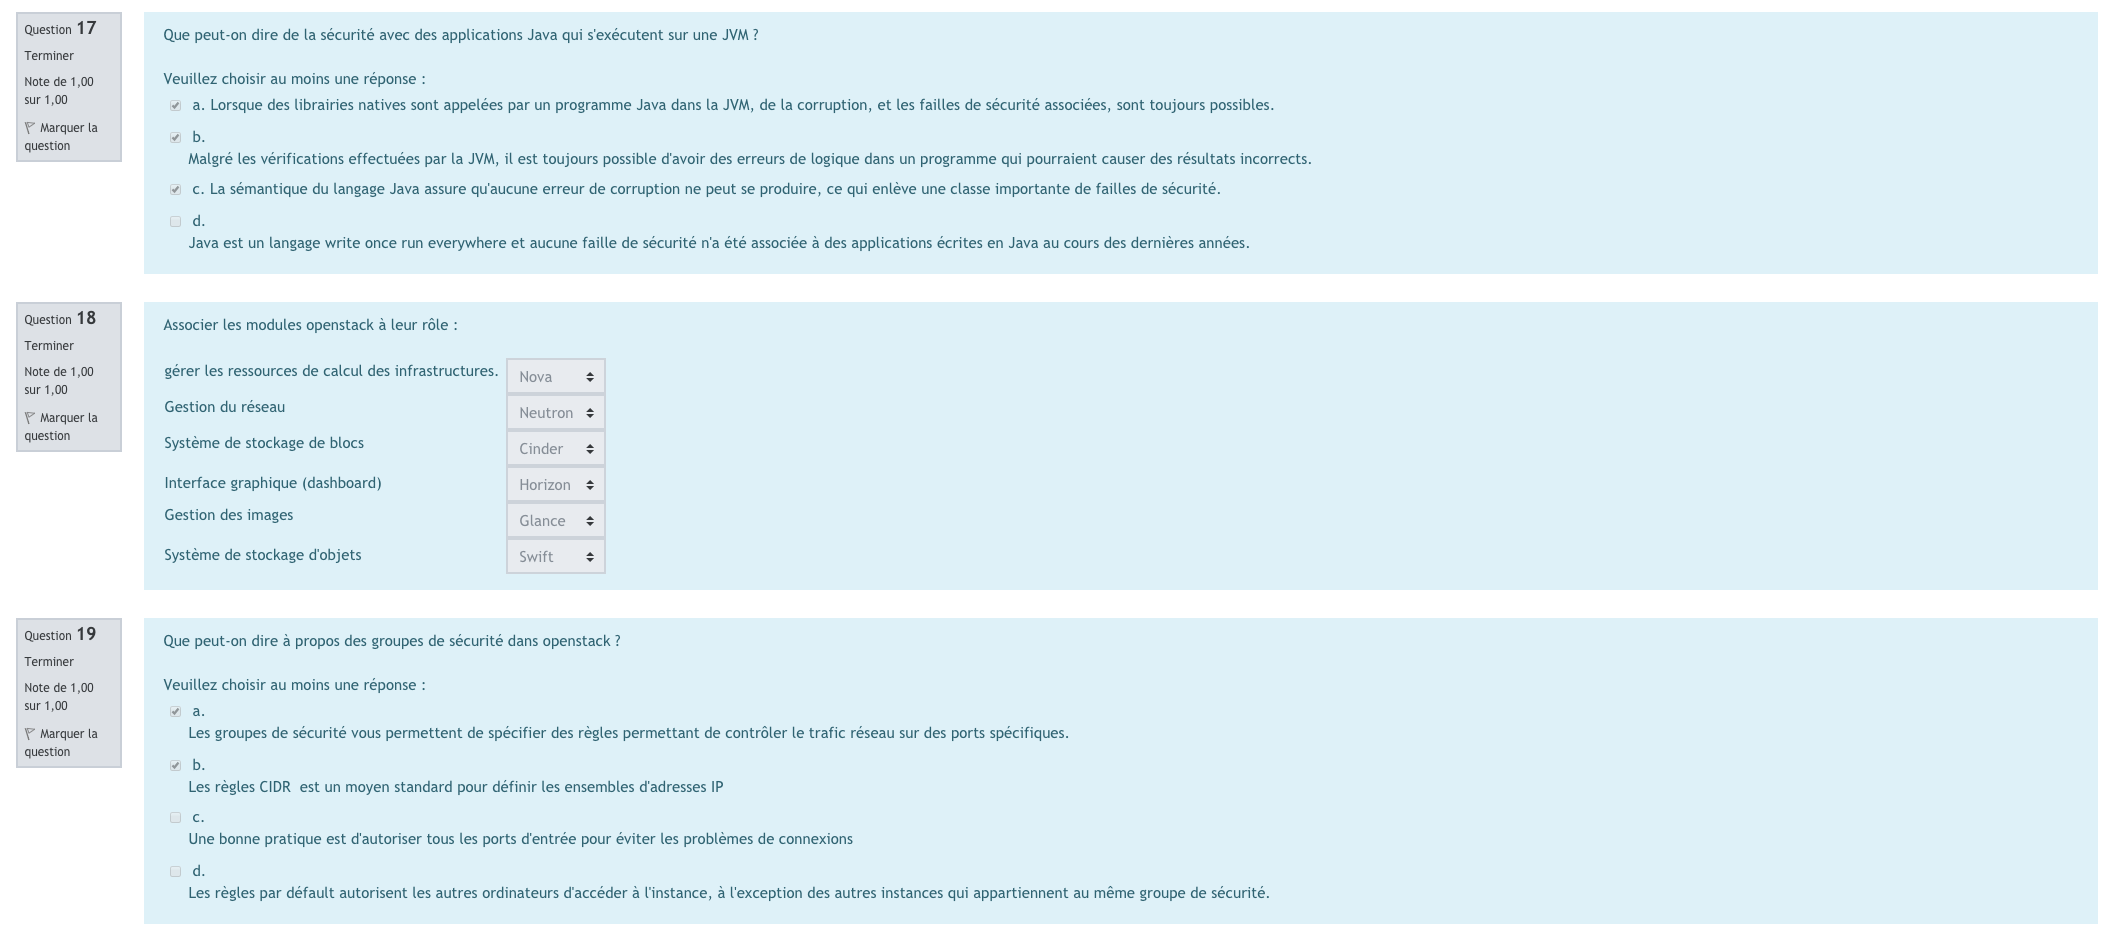 Question 17
Terminer
Note de 1,00
sur 1,00
Marquer la
question
Que peut-on dire de la sécurité avec des applications Java qui s'exécutent sur une JVM ?
Veuillez choisir au moins une réponse :
a. Lorsque des librairies natives sont appelées par un programme Java dans la JVM, de la corruption, et les failles de sécurité associées, sont toujours possibles.
b.
Malgré les vérifications effectuées par la JVM, il est toujours possible d'avoir des erreurs de logique dans un programme qui pourraient causer des résultats incorrects.
c. La sémantique du langage Java assure qu'aucune erreur de corruption ne peut se produire, ce qui enlève une classe importante de failles de sécurité.
d.
Java est un langage write once run everywhere et aucune faille de sécurité n'a été associée à des applications écrites en Java au cours des dernières années.
Question 18
Terminer
Note de 1,00
sur 1,00
Marquer la
question
Associer les modules openstack à leur rôle :
gérer les ressources de calcul des infrastructures. Nova
Gestion du réseau Neutron
Système de stockage de blocs Cinder
Interface graphique (dashboard) Horizon
Gestion des images Glance
Système de stockage d'objets Swift
Question 19
Terminer
Note de 1,00
sur 1,00
Marquer la
question
Que peut-on dire à propos des groupes de sécurité dans openstack ?
Veuillez choisir au moins une réponse :
a.
Les groupes de sécurité vous permettent de spécifier des règles permettant de contrôler le trafic réseau sur des ports spécifiques.
b.
Les règles CIDR  est un moyen standard pour définir les ensembles d'adresses IP
c.
Une bonne pratique est d'autoriser tous les ports d'entrée pour éviter les problèmes de connexions
d.
Les règles par défault autorisent les autres ordinateurs d'accéder à l'instance, à l'exception des autres instances qui appartiennent au même groupe de sécurité.